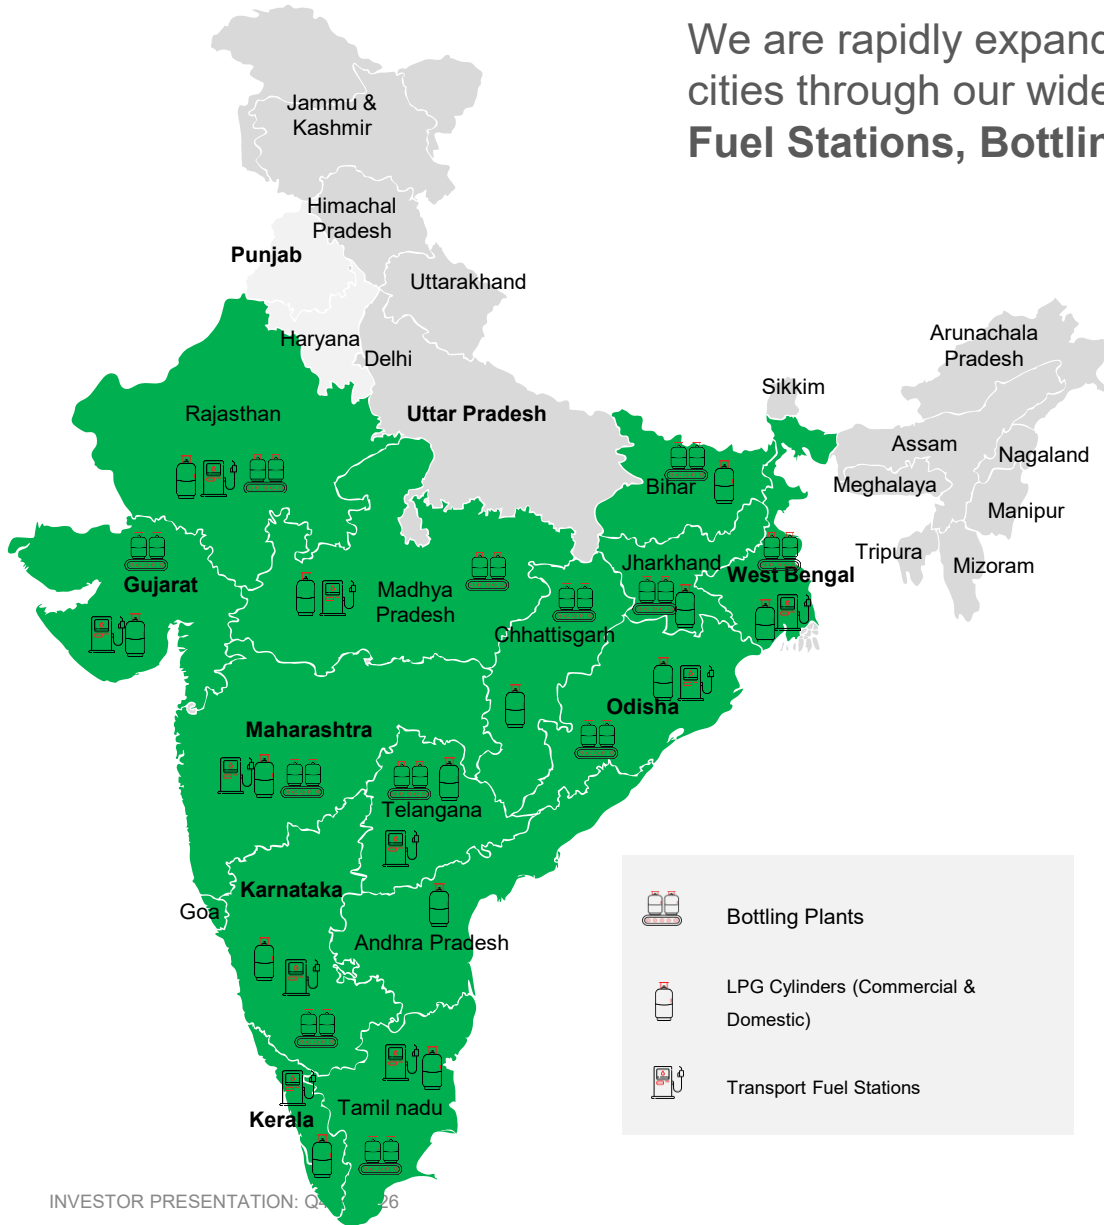 We are rapidly expand
cities through our wide
Fuel Stations, Bottlin
Jammu &
Kashmir
Himachal
Pradesh
Punjab
Uttarakhand
Haryana
Delhi
Arunachala
Pradesh
Sikkim
Rajasthan
Uttar Pradesh
Assam
Nagaland
Meghalaya
Bihar
Manipur
Tripura
Mizoram
Jharkhand
West Bengal
Gujarat
Madhya
Pradesh
Chhattisgarh
Odisha
Maharashtra
Telangana
Karnataka
Goa
Andhra Pradesh
Bottling Plants
LPG Cylinders (Commercial &
Domestic)
Transport Fuel Stations
Tamil nadu
Kerala
INVESTOR PRESENTATION: 26